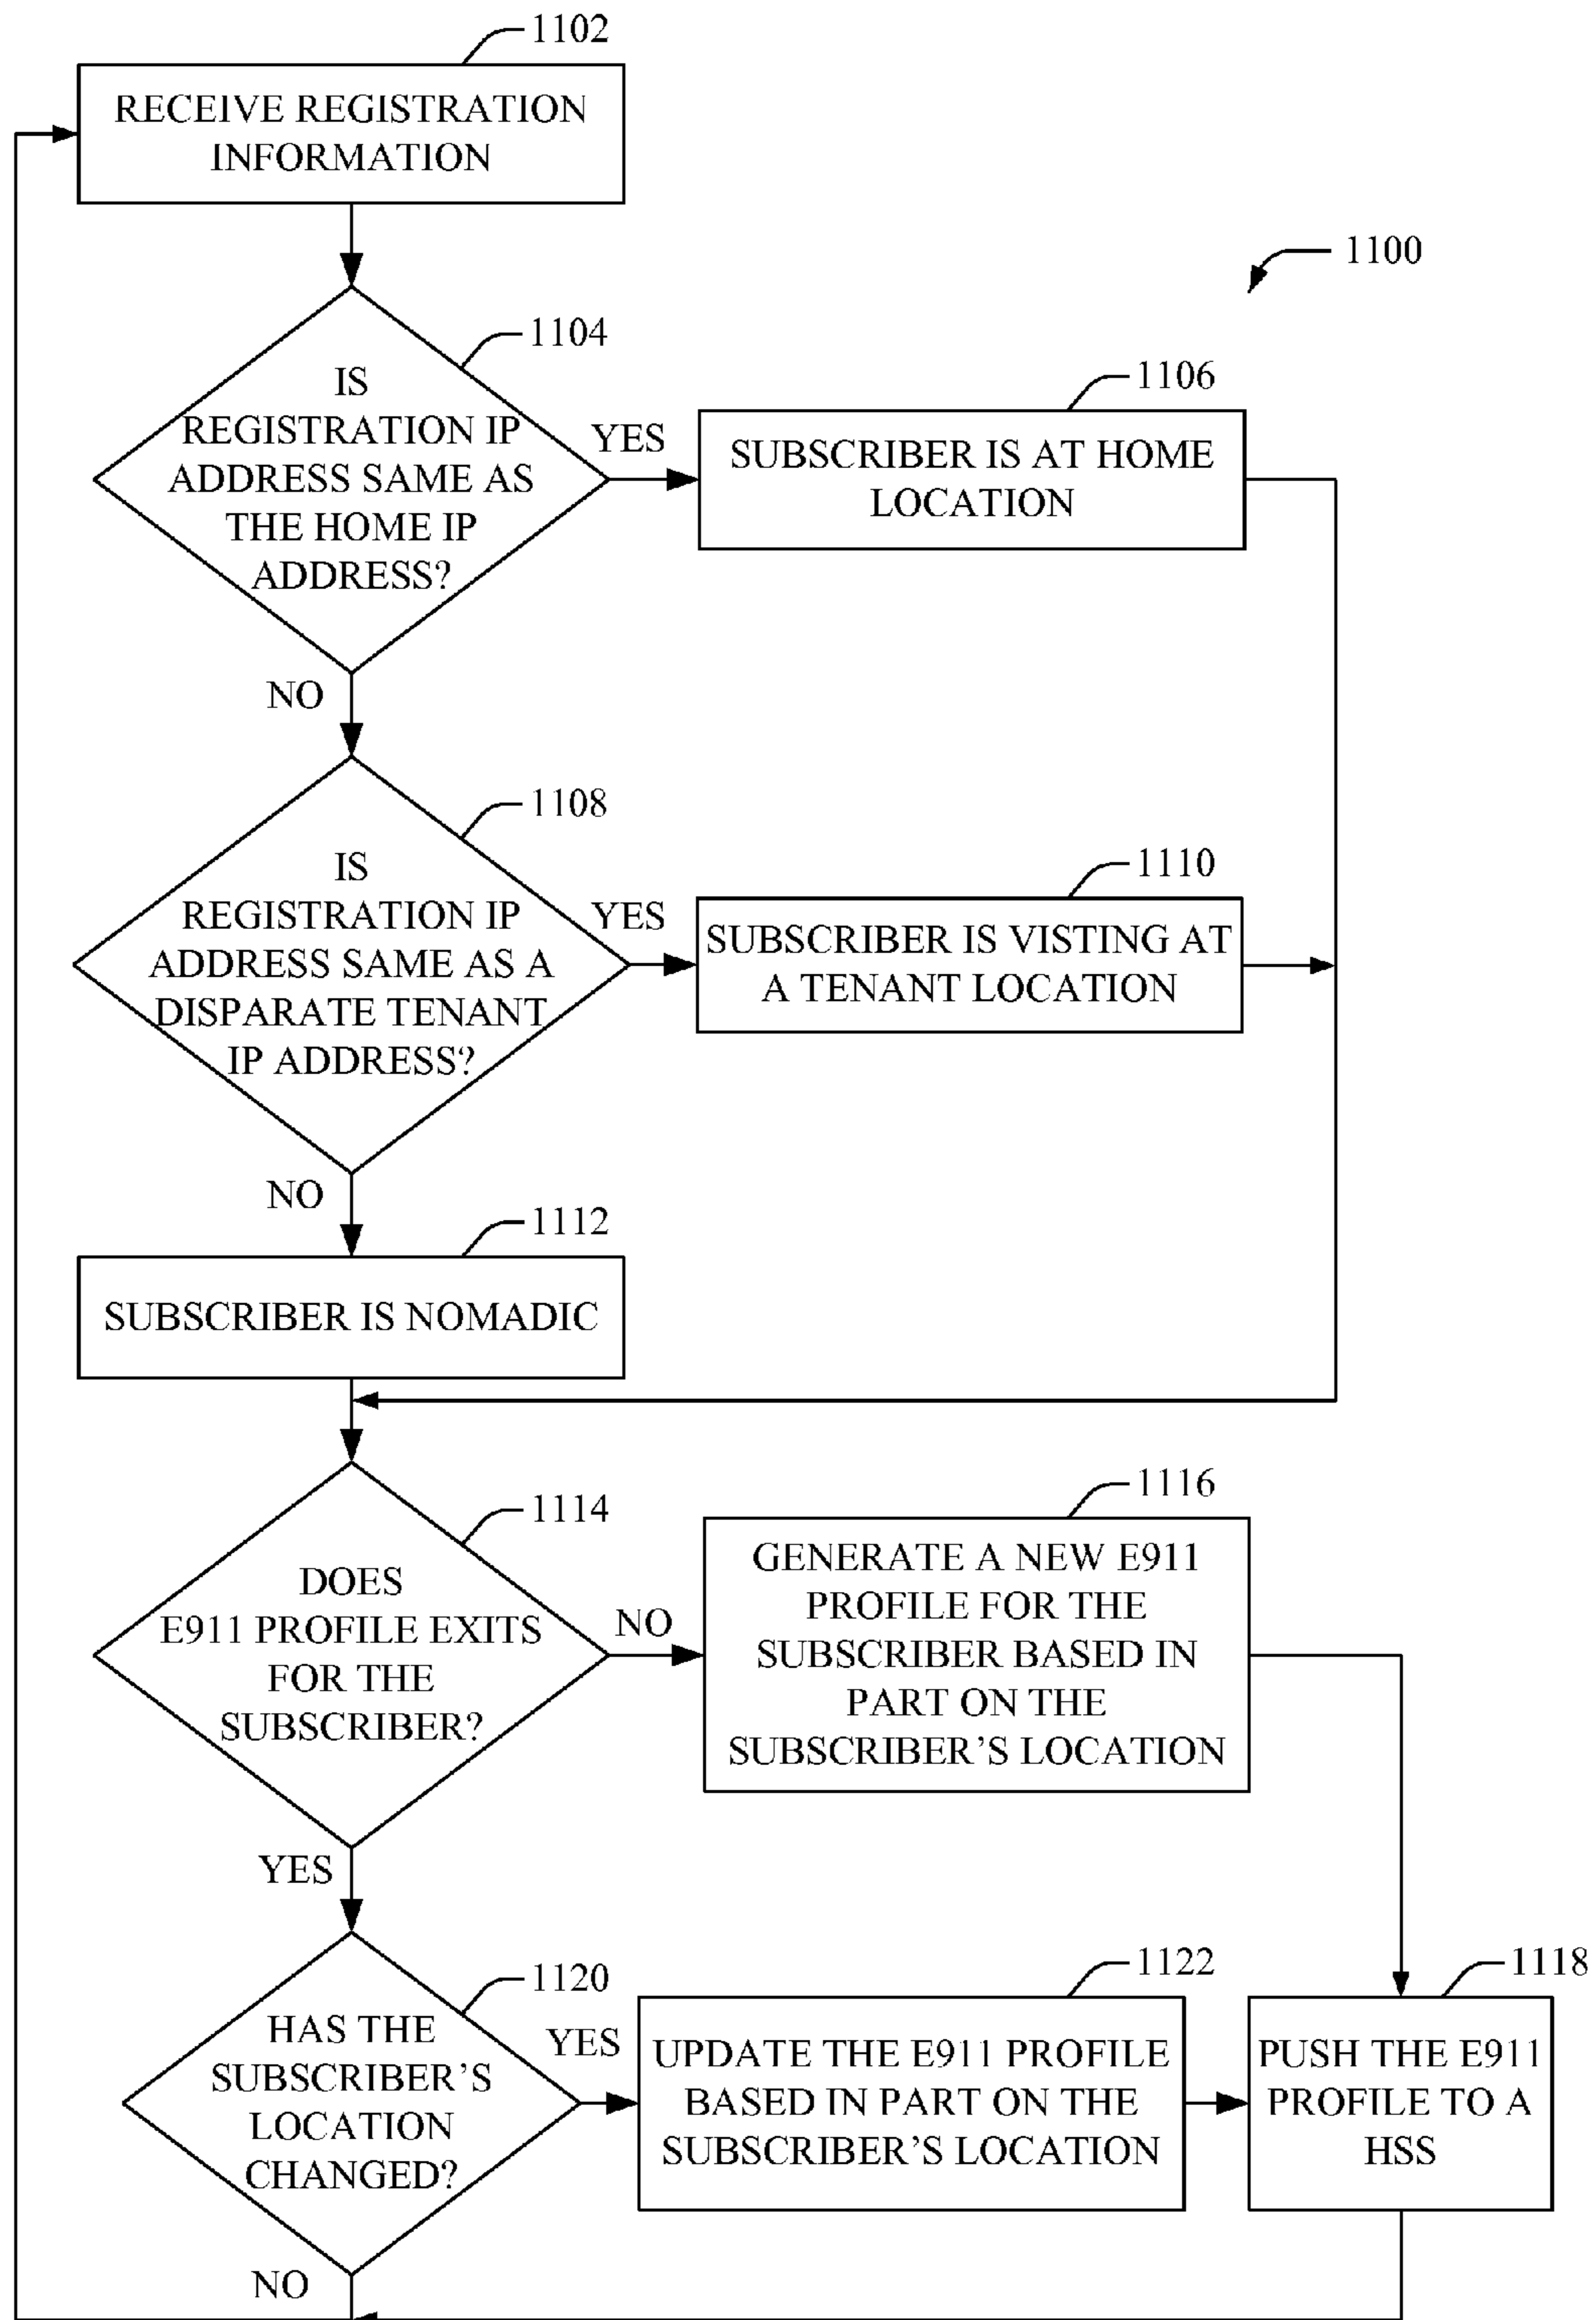 1102
RECEIVE REGISTRATION
INFORMATION
1100
1104
IS
REGISTRATION IP
ADDRESS SAME AS
THE HOME IP
ADDRESS?
YES
1106
SUBSCRIBER IS AT HOME
LOCATION
NO
1108
IS
REGISTRATION IP
ADDRESS SAME AS A
DISPARATE TENANT
IP ADDRESS?
YES
1110
SUBSCRIBER IS VISTING AT
A TENANT LOCATION
NO
1112
SUBSCRIBER IS NOMADIC
1114
DOES
E911 PROFILE EXITS
FOR THE
SUBSCRIBER?
NO
1116
GENERATE A NEW E911
PROFILE FOR THE
SUBSCRIBER BASED IN
PART ON THE
SUBSCRIBER’S LOCATION
YES
1120
HAS THE
SUBSCRIBER’S
LOCATION
CHANGED?
YES
1122
UPDATE THE E911 PROFILE
BASED IN PART ON THE
SUBSCRIBER’S LOCATION
1118
PUSH THE E911
PROFILE TO A
HSS
NO